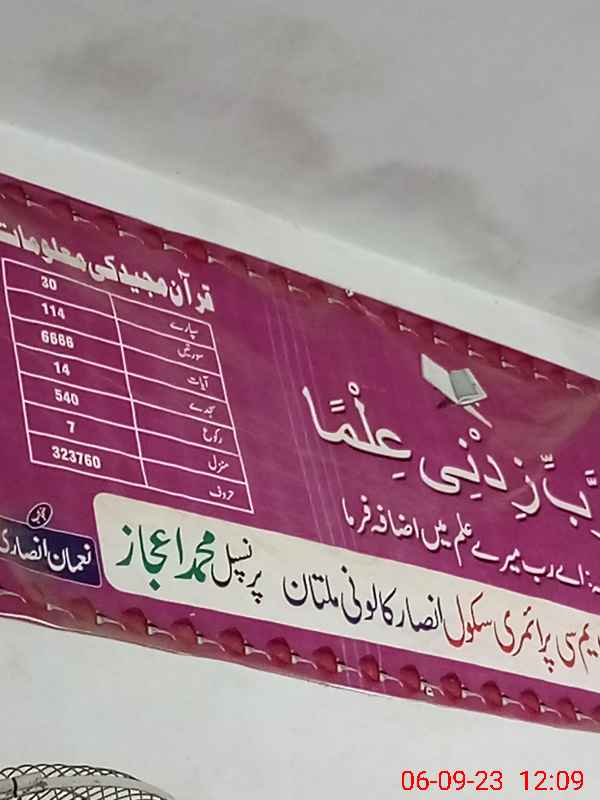 قرآن مجید کی معلومات
سپارے 30
سورتیں 114
آیات 6666
سجدے 14
رکوع 540
منزل 7
حروف 323760
رَّبِّ زِدْنِی عِلْمًا
اے رب میرے علم میں اضافہ فرما
یم سی پرائمری سکول انصار کالونی ملتان پرنسپل محمد اعجاز
نعمان انصاری
06-09-23 12:09